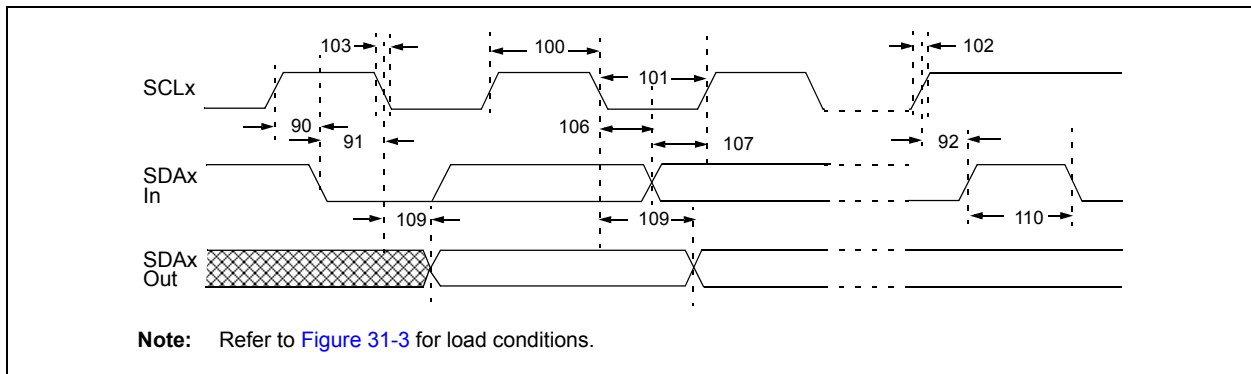 103
100
102
101
SCLx
90
106
91
107
92
SDAx
In
109
109
110
SDAx
Out
Note: Refer to Figure 31-3 for load conditions.